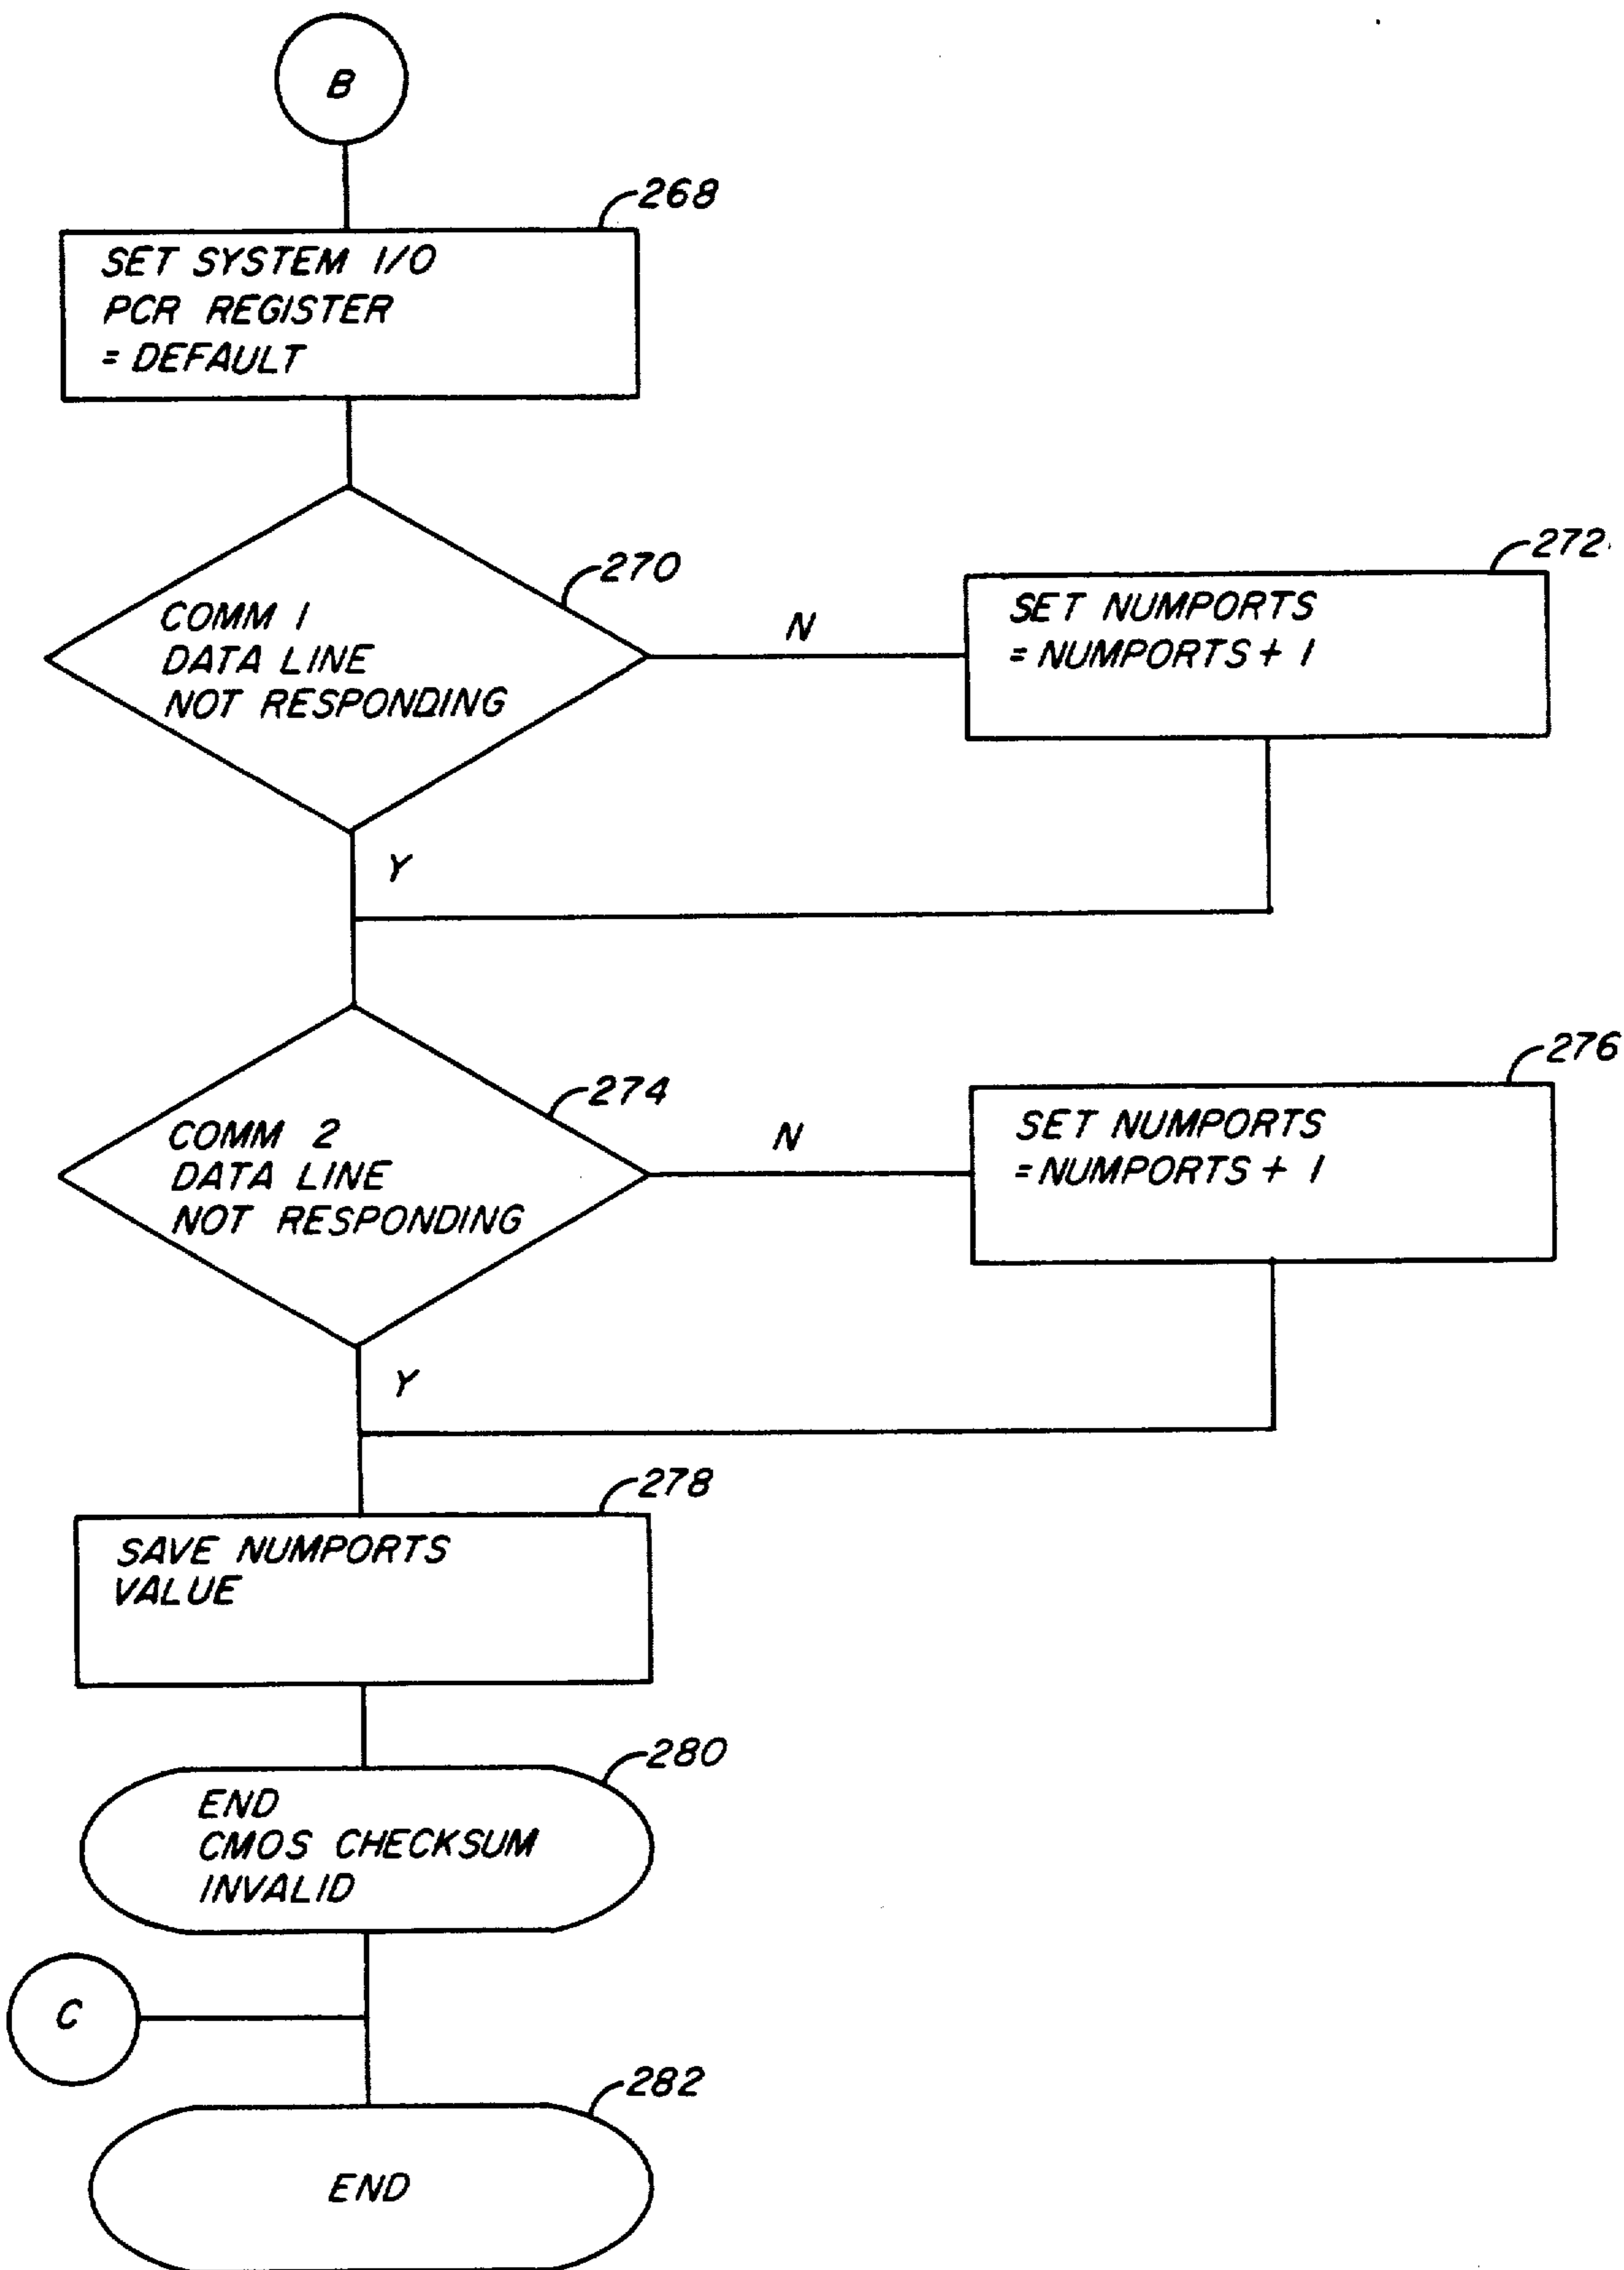 B
268
SET SYSTEM I/O
PCR REGISTER
= DEFAULT
270
COMM 1
DATA LINE
NOT RESPONDING
N
272
SET NUMPORTS
= NUMPORTS + 1
Y
274
COMM 2
DATA LINE
NOT RESPONDING
N
276
SET NUMPORTS
= NUMPORTS + 1
Y
278
SAVE NUMPORTS
VALUE
280
END
CMOS CHECKSUM
INVALID
C
282
END